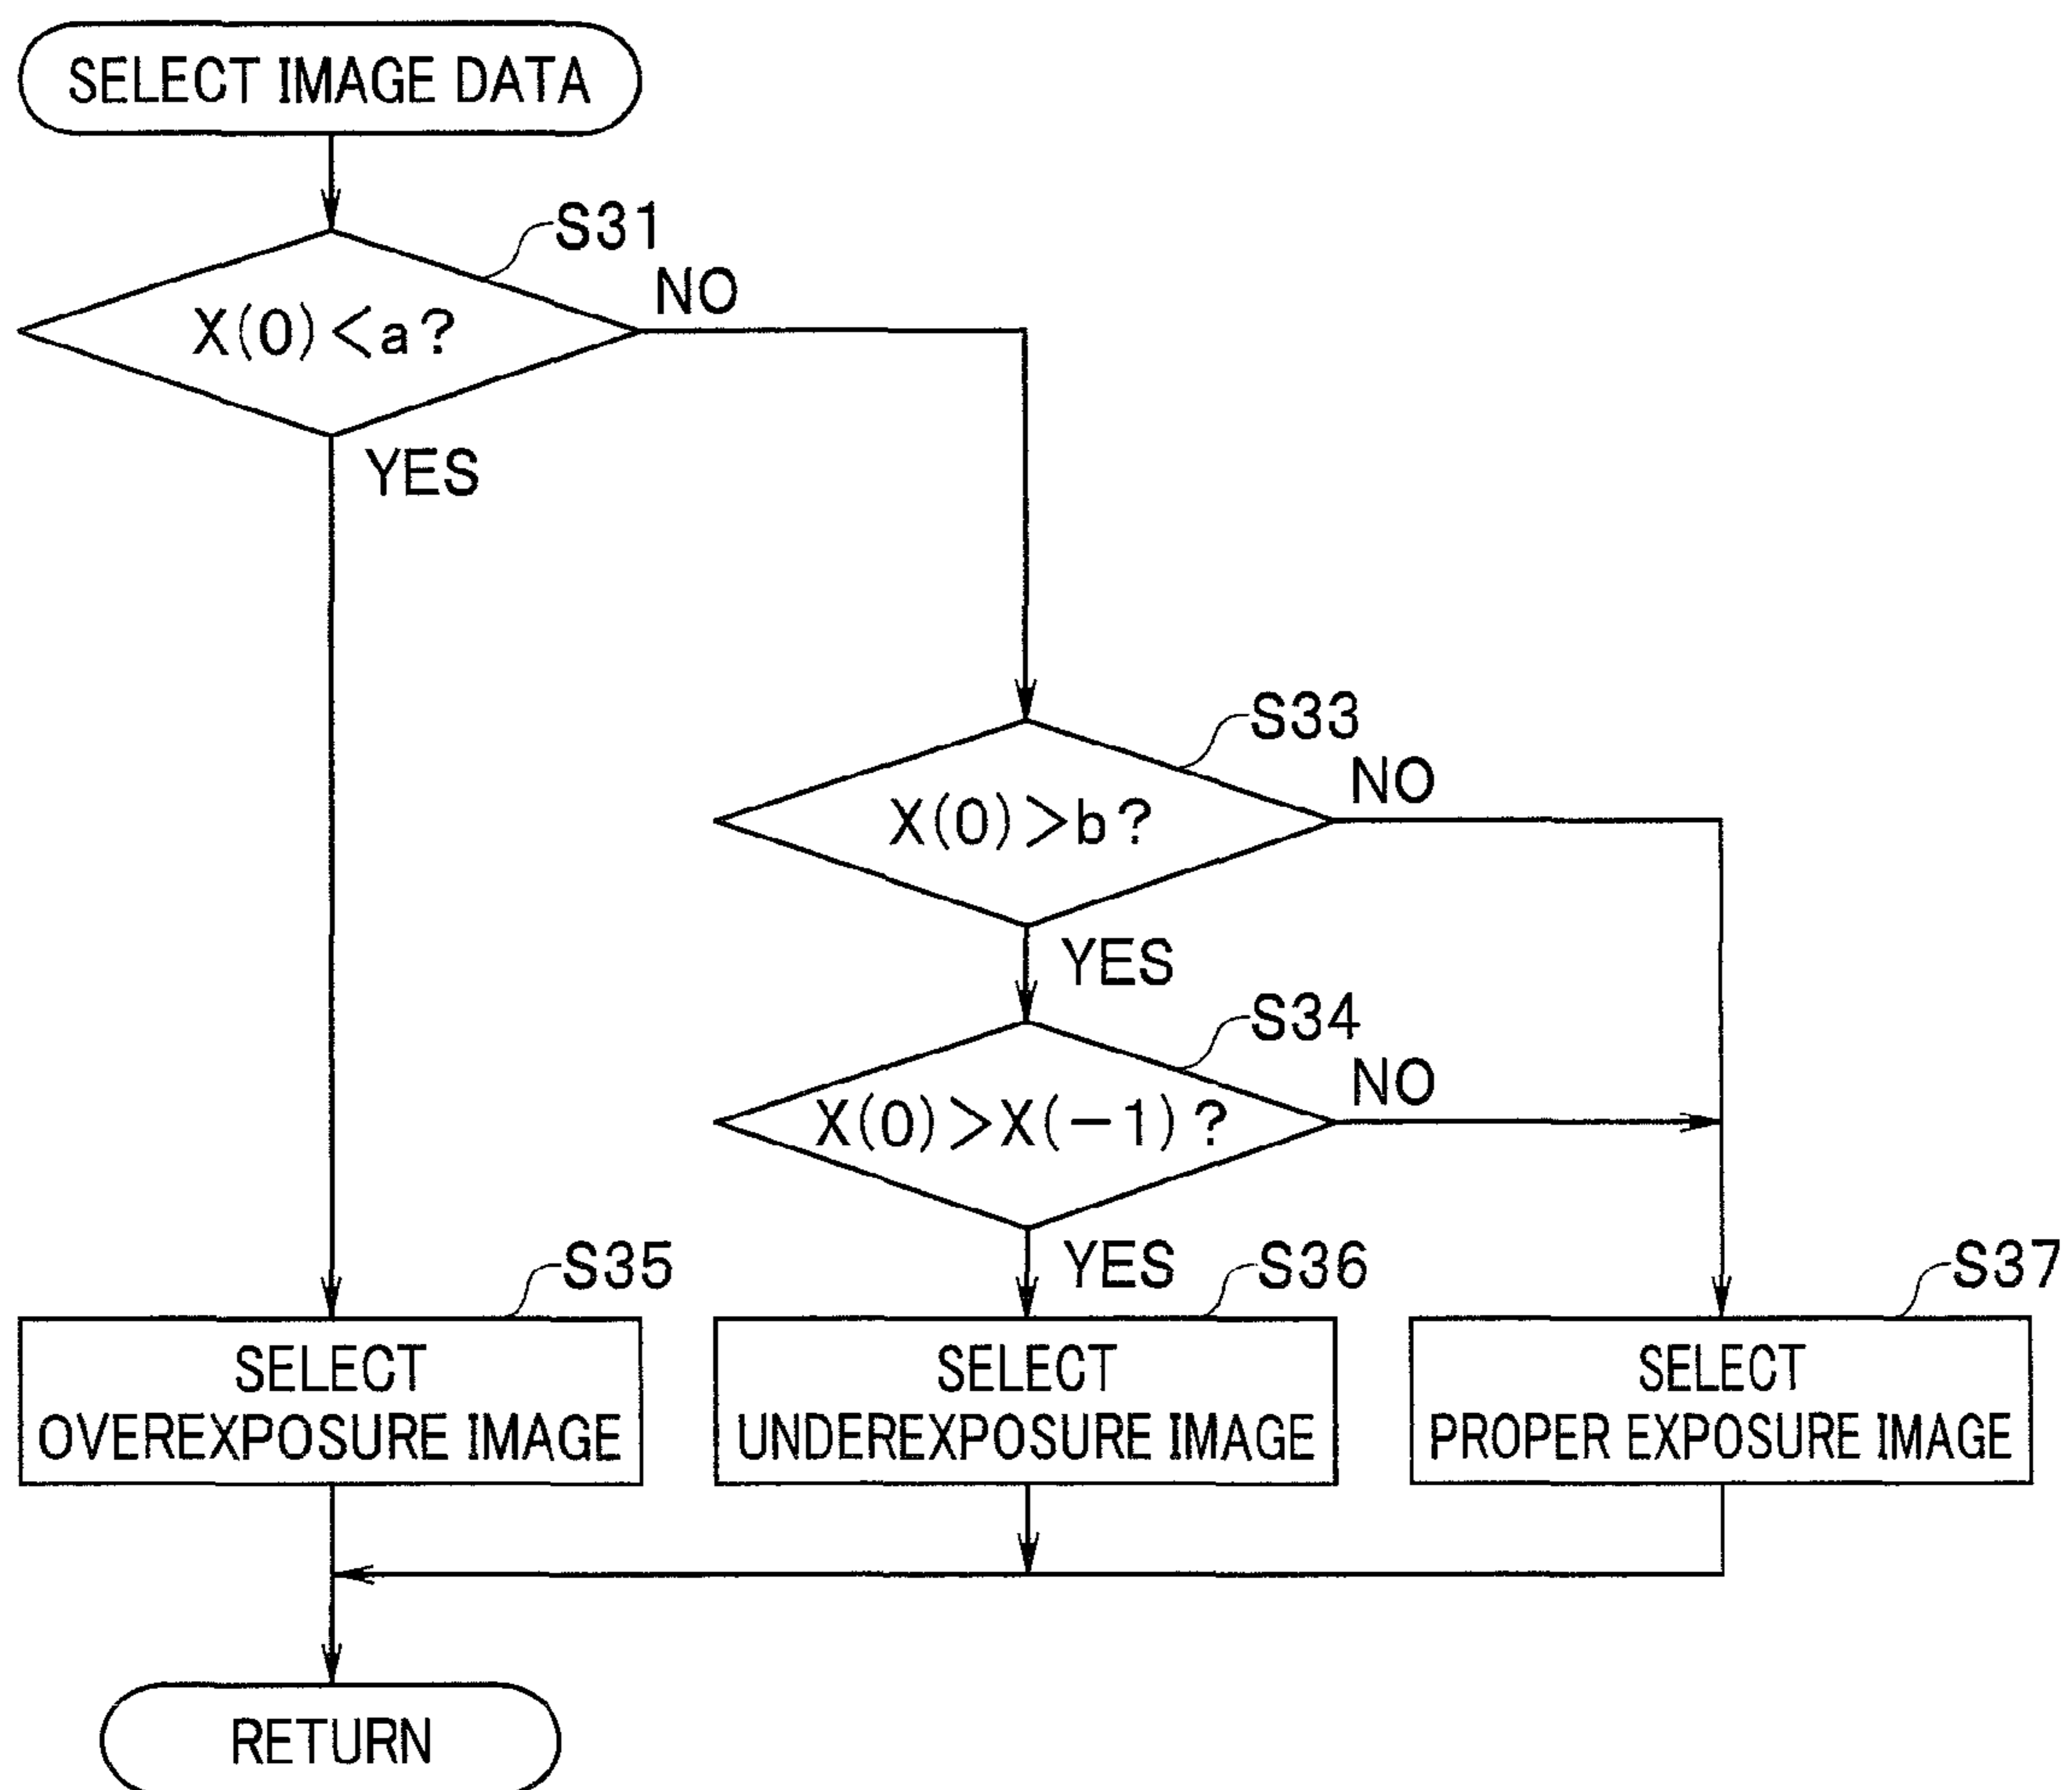 SELECT IMAGE DATA
S31
X(0)<a?
NO
YES
S33
X(0)>b?
NO
YES
S34
X(0)>X(-1)?
NO
YES
S35
SELECT
OVEREXPOSURE IMAGE
S36
SELECT
UNDEREXPOSURE IMAGE
S37
SELECT
PROPER EXPOSURE IMAGE
RETURN